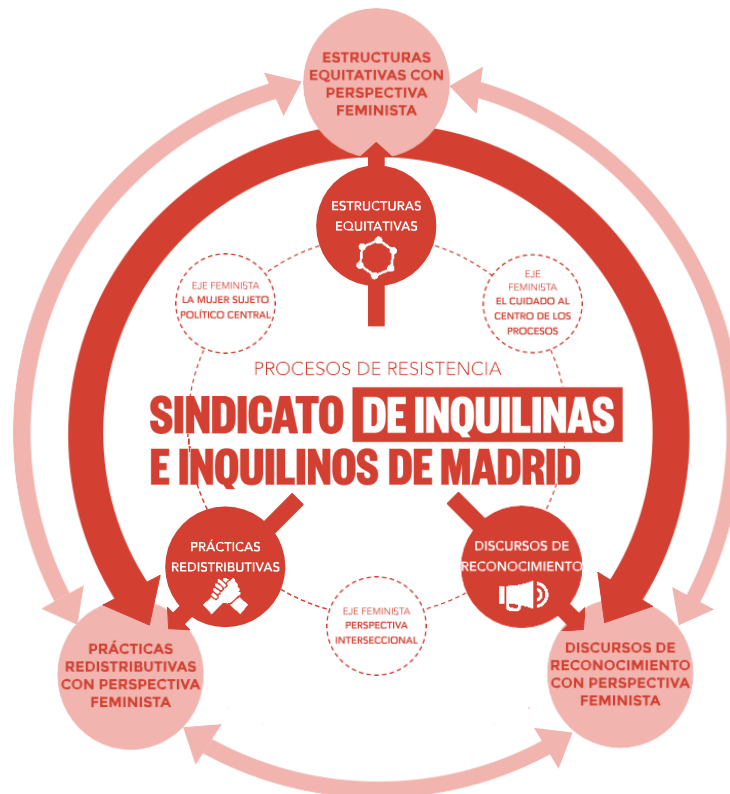 ESTRUCTURAS
EQUITATIVAS CON
PERSPECTIVA
FEMINISTA
ESTRUCTURAS
EQUITATIVAS
EJE FEMINISTA
LA MUJER SUJETO
POLÍTICO CENTRAL
EJE
FEMINISTA
EL CUIDADO AL
CENTRO DE LOS
PROCESOS
PROCESOS DE RESISTENCIA
SINDICATO DE INQUILINAS
E INQUILINOS DE MADRID
PRÁCTICAS
REDISTRIBUTIVAS
DISCURSOS DE
RECONOCIMIENTO
EJE FEMINISTA
PERSPECTIVA
INTERSECCIONAL
PRÁCTICAS
REDISTRIBUTIVAS
CON PERSPECTIVA
FEMINISTA
DISCURSOS DE
RECONOCIMIENTO
CON PERSPECTIVA
FEMINISTA